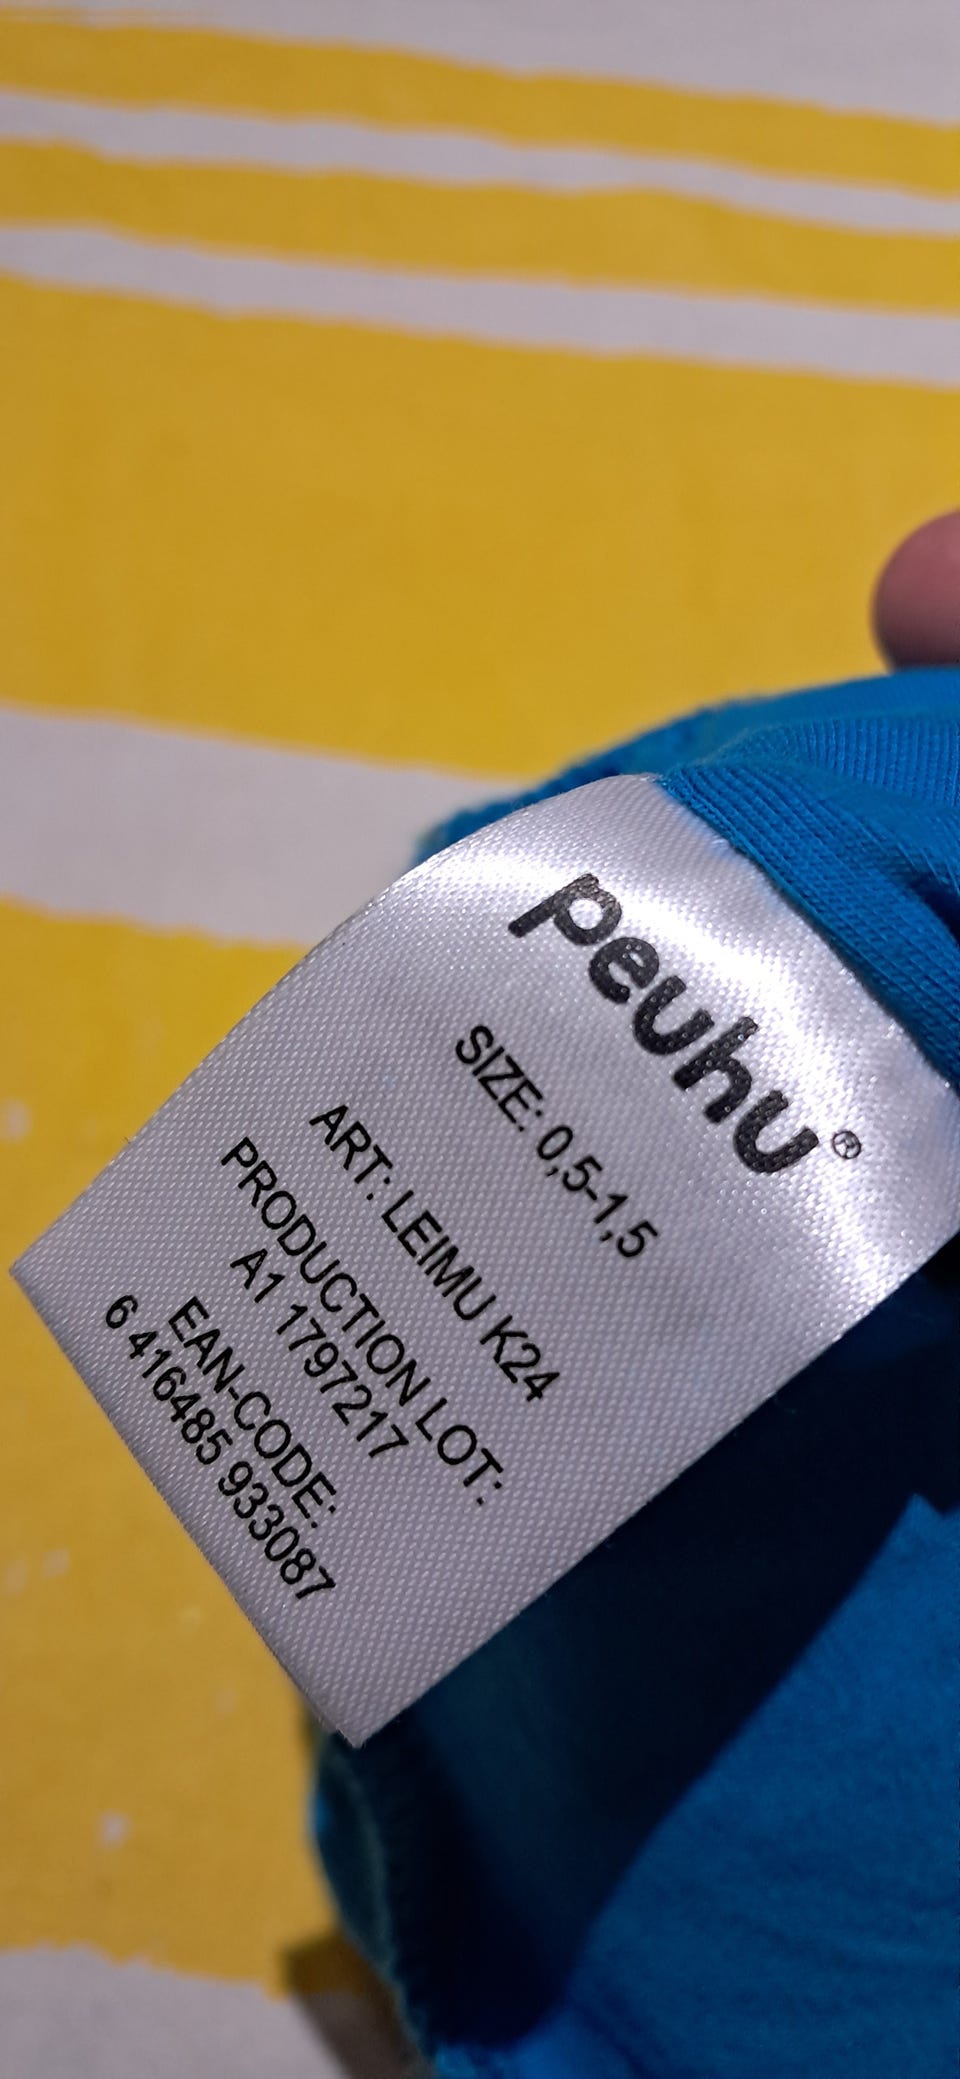 peuhu®
SIZE: 0,5-1,5
ART: LEIMU K24
PRODUCTION LOT:
A1 1797217
EAN-CODE:
6 416485 933087